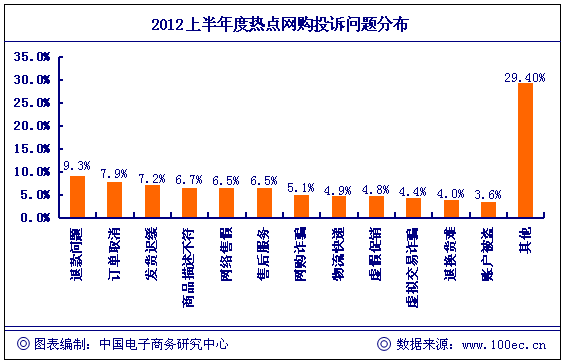 2012上半年度热点网购投诉问题分布
35.0%
30.0%
25.0%
20.0%
15.0%
10.0%
5.0%
0.0%
9.3%
7.9%
7.2%
6.7%
6.5%
6.5%
5.1%
4.9%
4.8%
4.4%
4.0%
3.6%
29.40%
退款问题
订单取消
发货迟缓
商品描述不符
网络售假
售后服务
网购诈骗
物流快递
虚假促销
虚拟交易诈骗
退换货难
账户被盗
其他
◎ 图表编制：中国电子商务研究中心
◎ 数据来源：www.100ec.cn